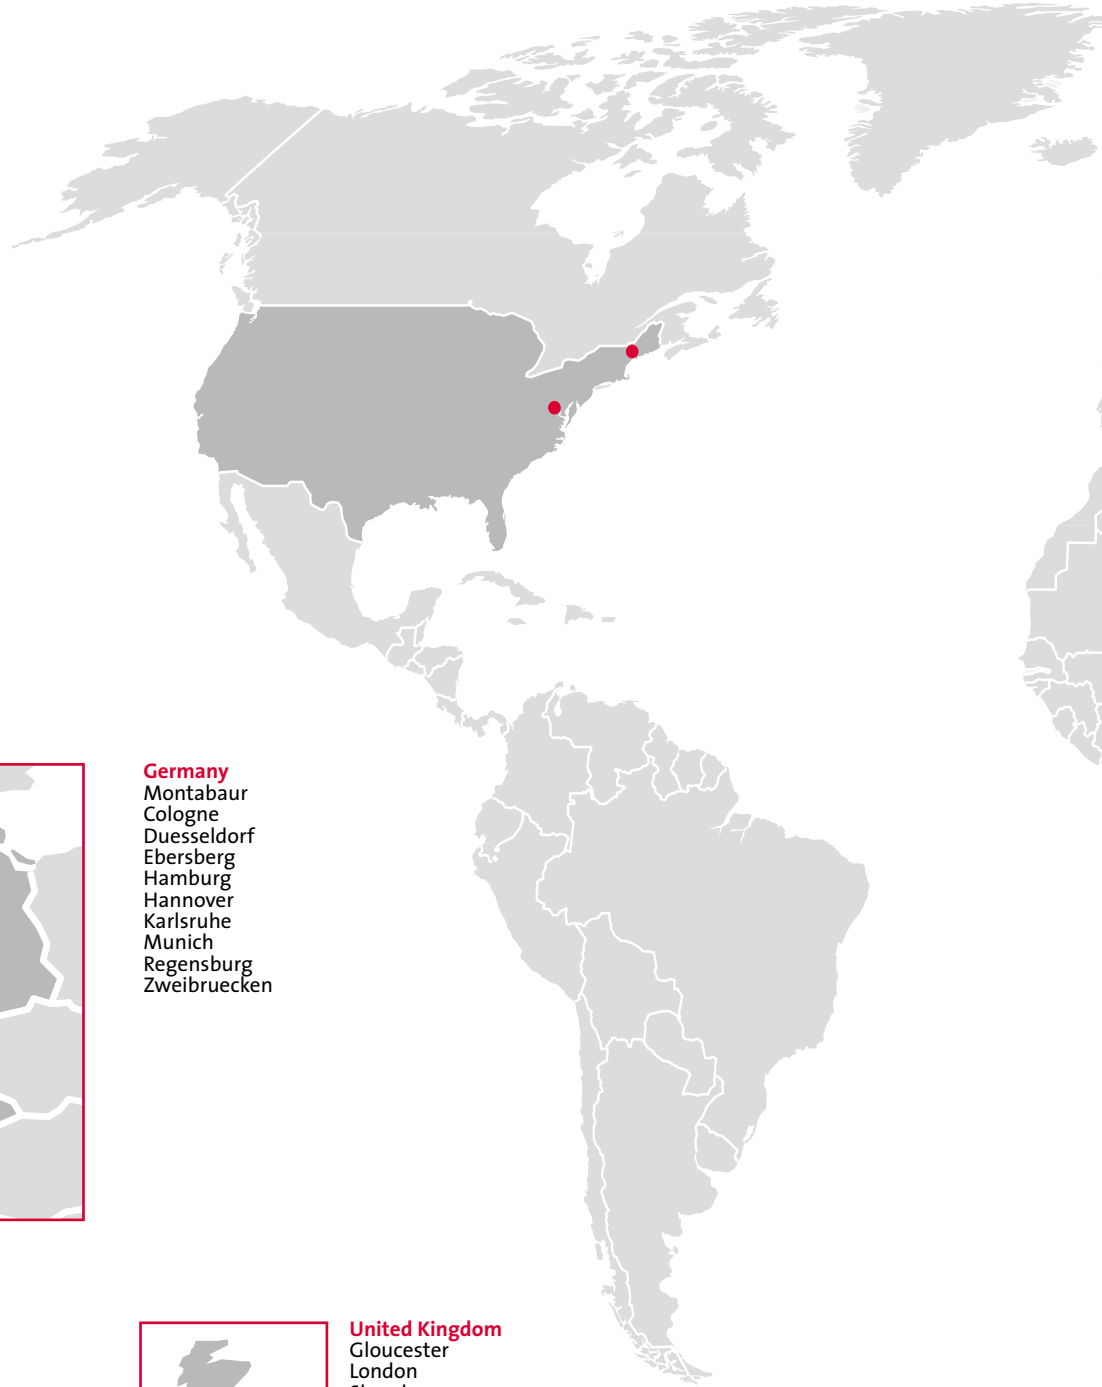 Germany
Montabaur
Cologne
Duesseldorf
Ebersberg
Hamburg
Hannover
Karlsruhe
Munich
Regensburg
Zweibruecken
United Kingdom
Gloucester
London